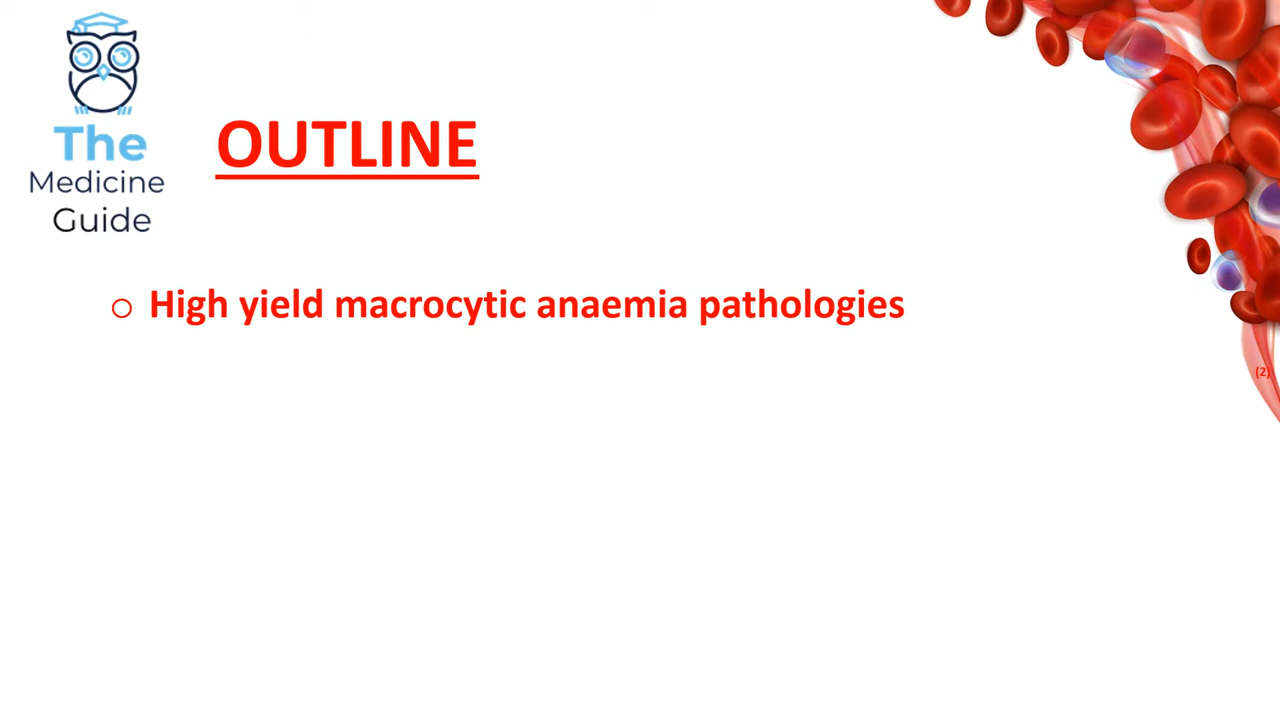 The
Medicine
Guide
OUTLINE
o High yield macrocytic anaemia pathologies
(2)